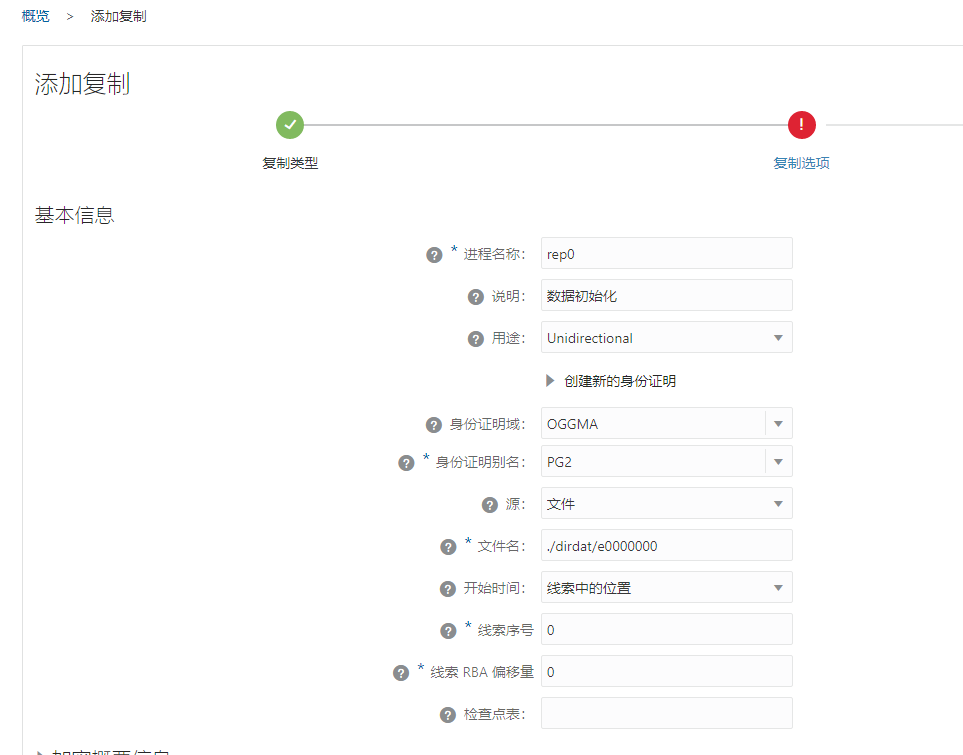 概览 > 添加复制
添加复制
复制类型
复制选项
基本信息
* 进程名称: rep0
说明: 数据初始化
用途: Unidirectional
创建新的身份证明
身份证明域: OGGMA
* 身份证明别名: PG2
源: 文件
* 文件名: ./dirdat/e0000000
开始时间: 线索中的位置
* 线索序号 0
* 线索 RBA 偏移量 0
检查点表: